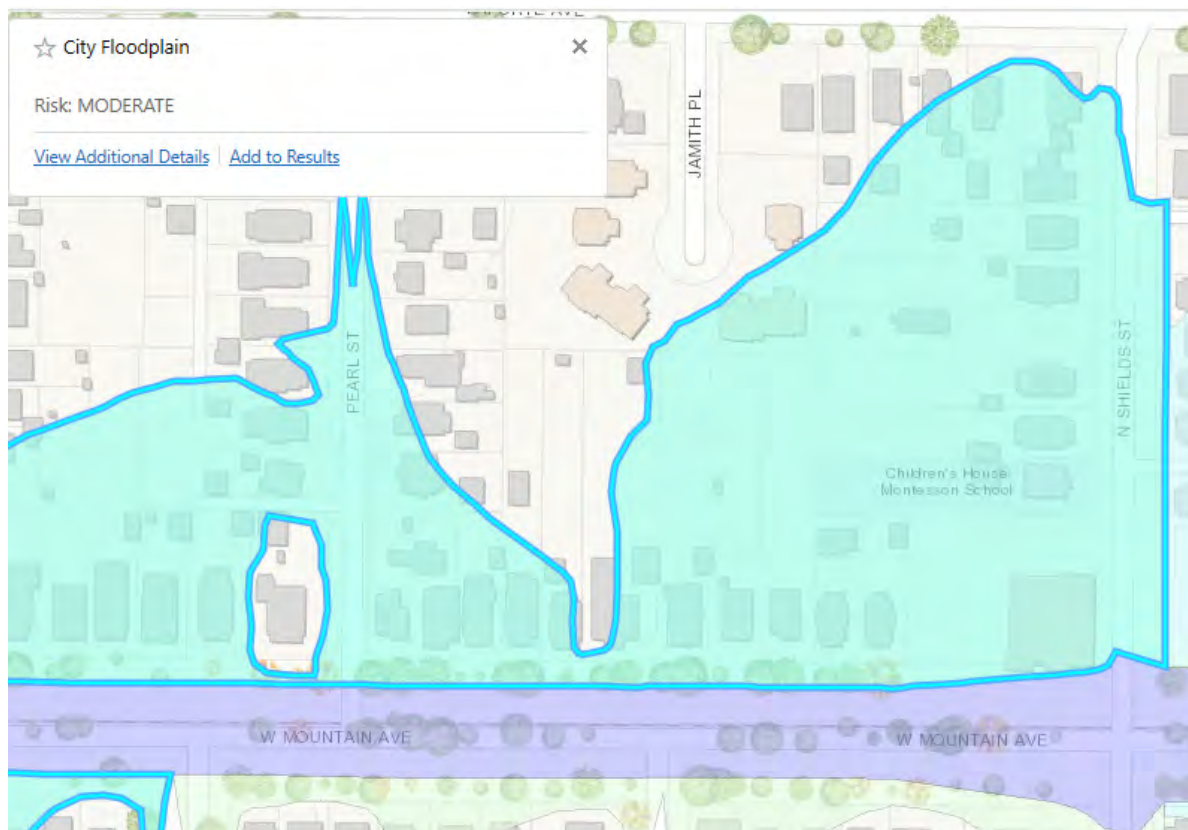 City Floodplain
Risk: MODERATE
View Additional Details
Add to Results
JAMITH PL
PEARL ST
N SHIELDS ST
Children's House
Montessori School
W MOUNTAIN AVE
W MOUNTAIN AVE